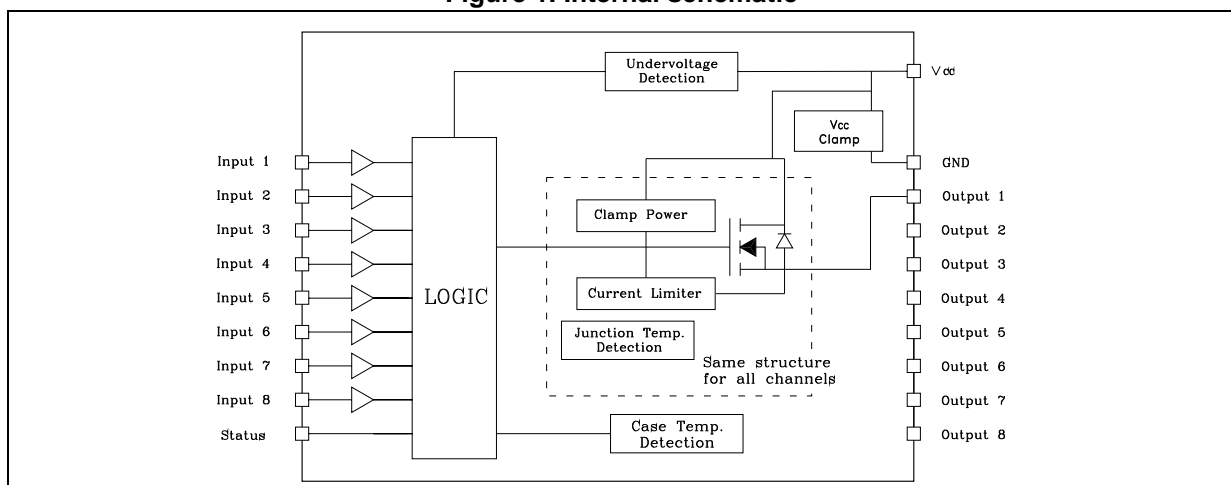 Figure 1. Internal schematic
Undervoltage
Detection
Vcc
Vcc
Clamp
Input 1
GND
Input 2
Output 1
Clamp Power
Input 3
Output 2
Input 4
Output 3
Input 5
LOGIC
Current Limiter
Output 4
Input 6
Junction Temp.
Detection
Output 5
Input 7
Same structure
for all channels
Output 6
Input 8
Output 7
Status
Case Temp.
Detection
Output 8